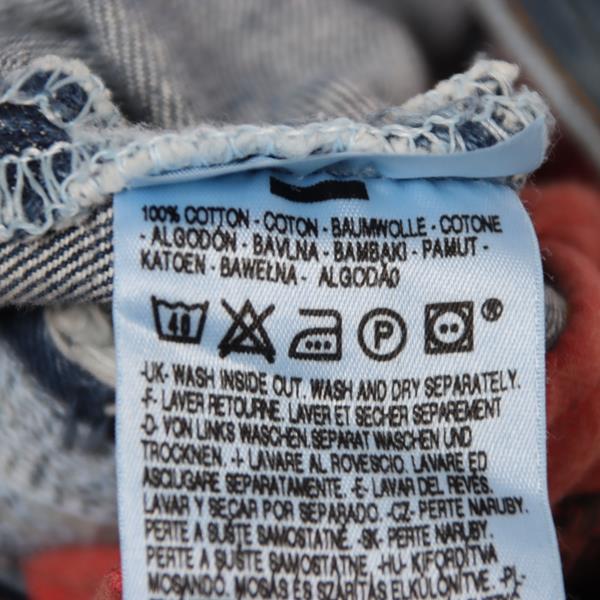 100% COTTON - COTON - BAUMWOLLE - COTONE
- ALGODÓN - BAVLNA - BAMBAKI - PAMUT -
KATOEN - BAWEŁNA - ALGODÃO
40 P ®
-UK- WASH INSIDE OUT. WASH AND DRY SEPARATELY.
-F- LAVER RETOURNE. LAVER ET SECHER SEPAREMENT
-D- VON LINKS WASCHEN. SEPARAT WASCHEN UND
TROCKNEN. -I- LAVARE AL ROVESCIO. LAVARE ED
ASCIUGARE SEPARATAMENTE. -E- LAVAR DEL REVÉS.
LAVAR Y SECAR POR SEPARADO. -CZ- PERTE NARUBY.
PERTE A SUŠTE SAMOSTATNĚ. -SK- PERTE NARUBY.
PERTE A SUŠTE SAMOSTATNE. -HU- KIFORDÍTVA
MOSANDÓ. MOSÁS ÉS SZÁRÍTÁS ELKÜLÖNÍTVE. -PL-